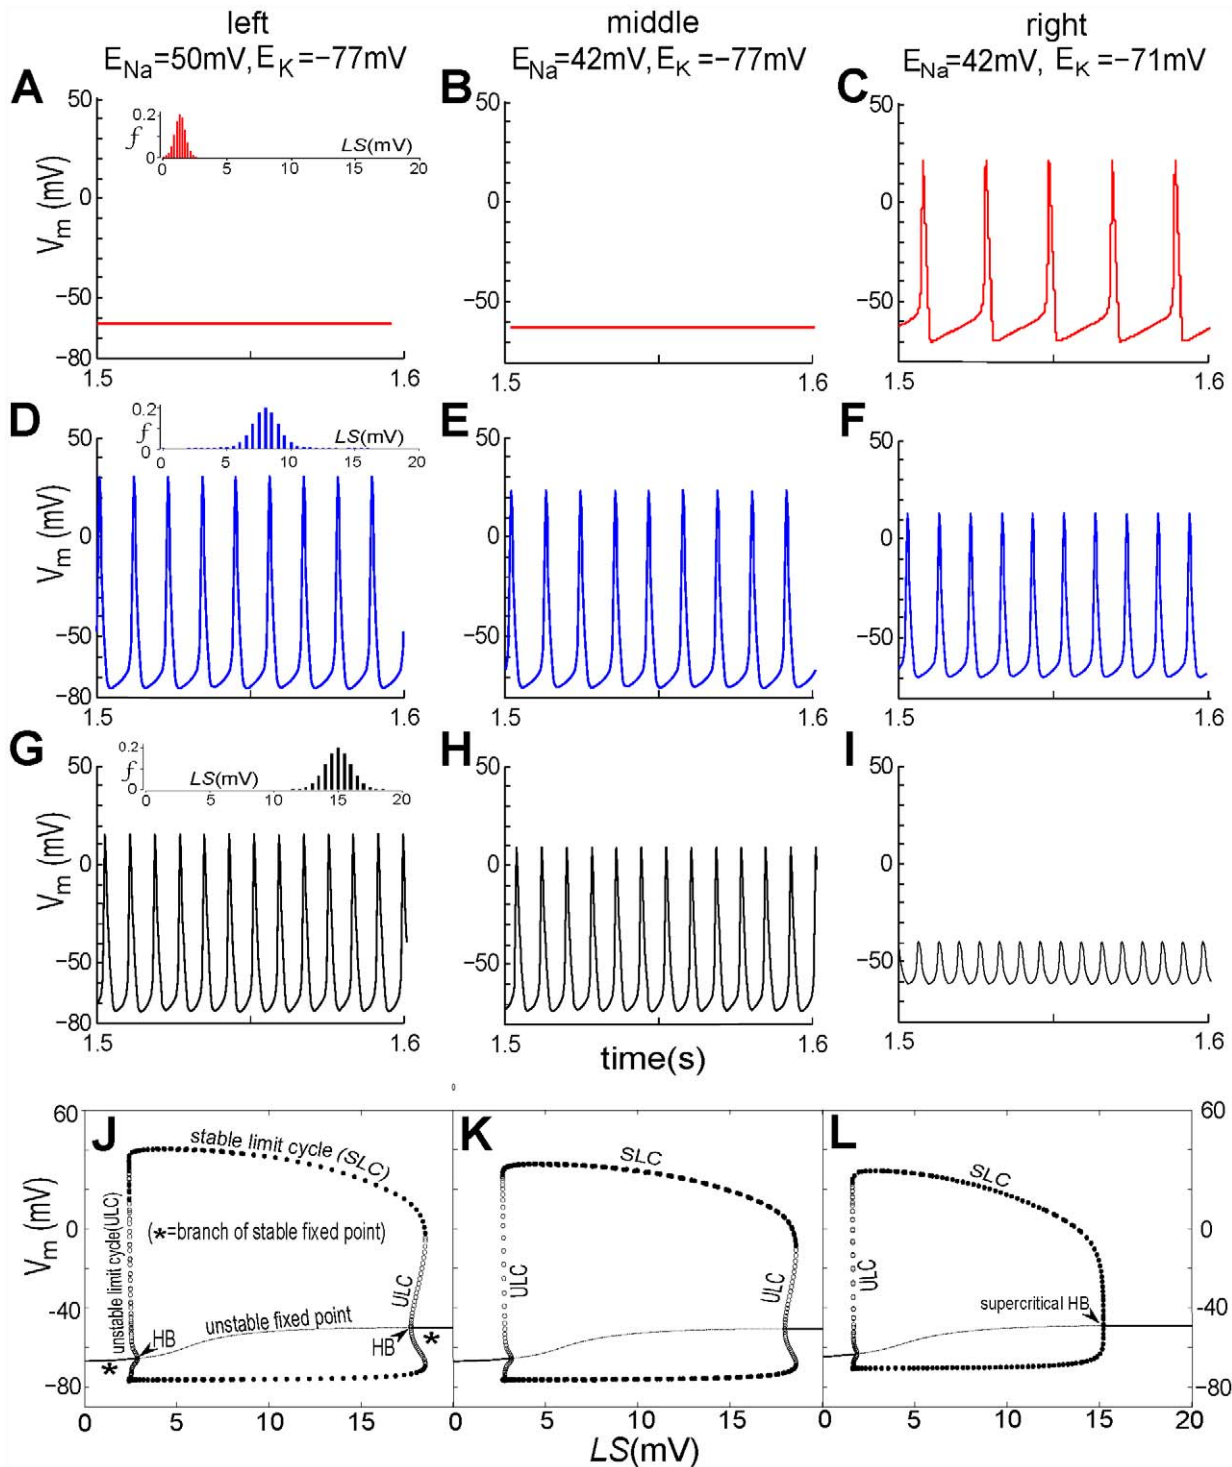 left middle right
E_Na=50mV, E_K=−77mV E_Na=42mV, E_K=−77mV E_Na=42mV, E_K=−71mV
A B C
50 50 50
0.2
f
0
0 5 10 15 20
LS(mV)
0 0 0
V_m (mV)
−50 −50 −50
−80
1.5 1.6 1.5 1.6 1.5 1.6
D E F
50 50 50
0.2
f
0
0 5 10 15 20
LS(mV)
0 0 0
V_m (mV)
−50 −50 −50
−80
1.5 1.6 1.5 1.6 1.5 1.6
G H I
50 50 50
0.2
f
0
0 5 10 15 20
LS(mV)
0 0 0
V_m (mV)
−50 −50 −50
−80
1.5 1.6 1.5 1.6 1.5 1.6
time(s)
0
J K L
60 60
stable limit cycle (SLC) SLC SLC
unstable limit cycle(ULC)
(*=branch of stable fixed point)
0 0
V_m (mV)
ULC ULC ULC ULC
unstable fixed point
supercritical HB
−40 −40
HB HB
* *
−80 −80
0 5 10 15 0 5 10 15 0 5 10 15 20
LS(mV)